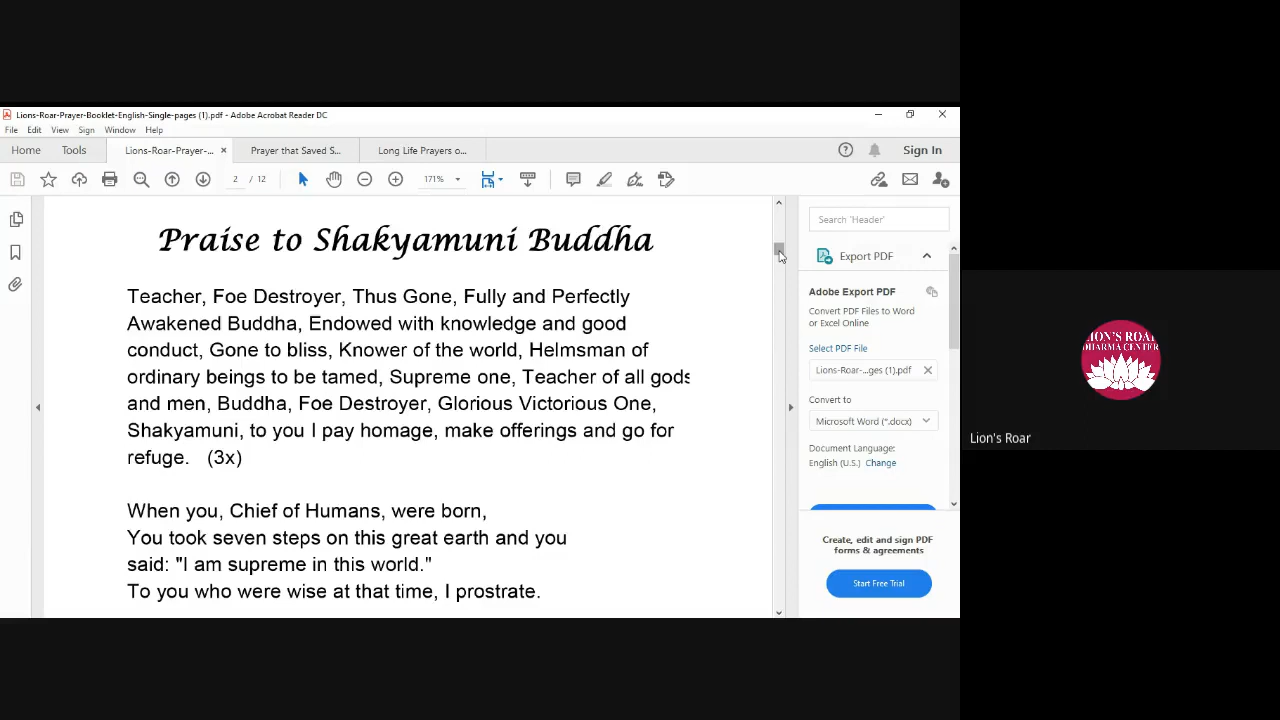 Lions-Roar-Prayer-Booklet-English-Single-pages (1).pdf - Adobe Acrobat Reader DC
File Edit View Sign Window Help
Home Tools Lions-Roar-Prayer-... × Prayer that Saved S... Long Life Prayers o... Sign In
2 / 12 171%
Praise to Shakyamuni Buddha
Teacher, Foe Destroyer, Thus Gone, Fully and Perfectly
Awakened Buddha, Endowed with knowledge and good
conduct, Gone to bliss, Knower of the world, Helmsman of
ordinary beings to be tamed, Supreme one, Teacher of all gods
and men, Buddha, Foe Destroyer, Glorious Victorious One,
Shakyamuni, to you I pay homage, make offerings and go for
refuge. (3x)
When you, Chief of Humans, were born,
You took seven steps on this great earth and you
said: "I am supreme in this world."
To you who were wise at that time, I prostrate.
Search 'Header'
Export PDF
Adobe Export PDF
Convert PDF Files to Word
or Excel Online
Select PDF File
Lions-Roar-...ges (1).pdf
Convert to
Microsoft Word (*.docx)
Document Language:
English (U.S.) Change
Create, edit and sign PDF
forms & agreements
Start Free Trial
LION'S ROAR
DHARMA CENTER
Lion's Roar